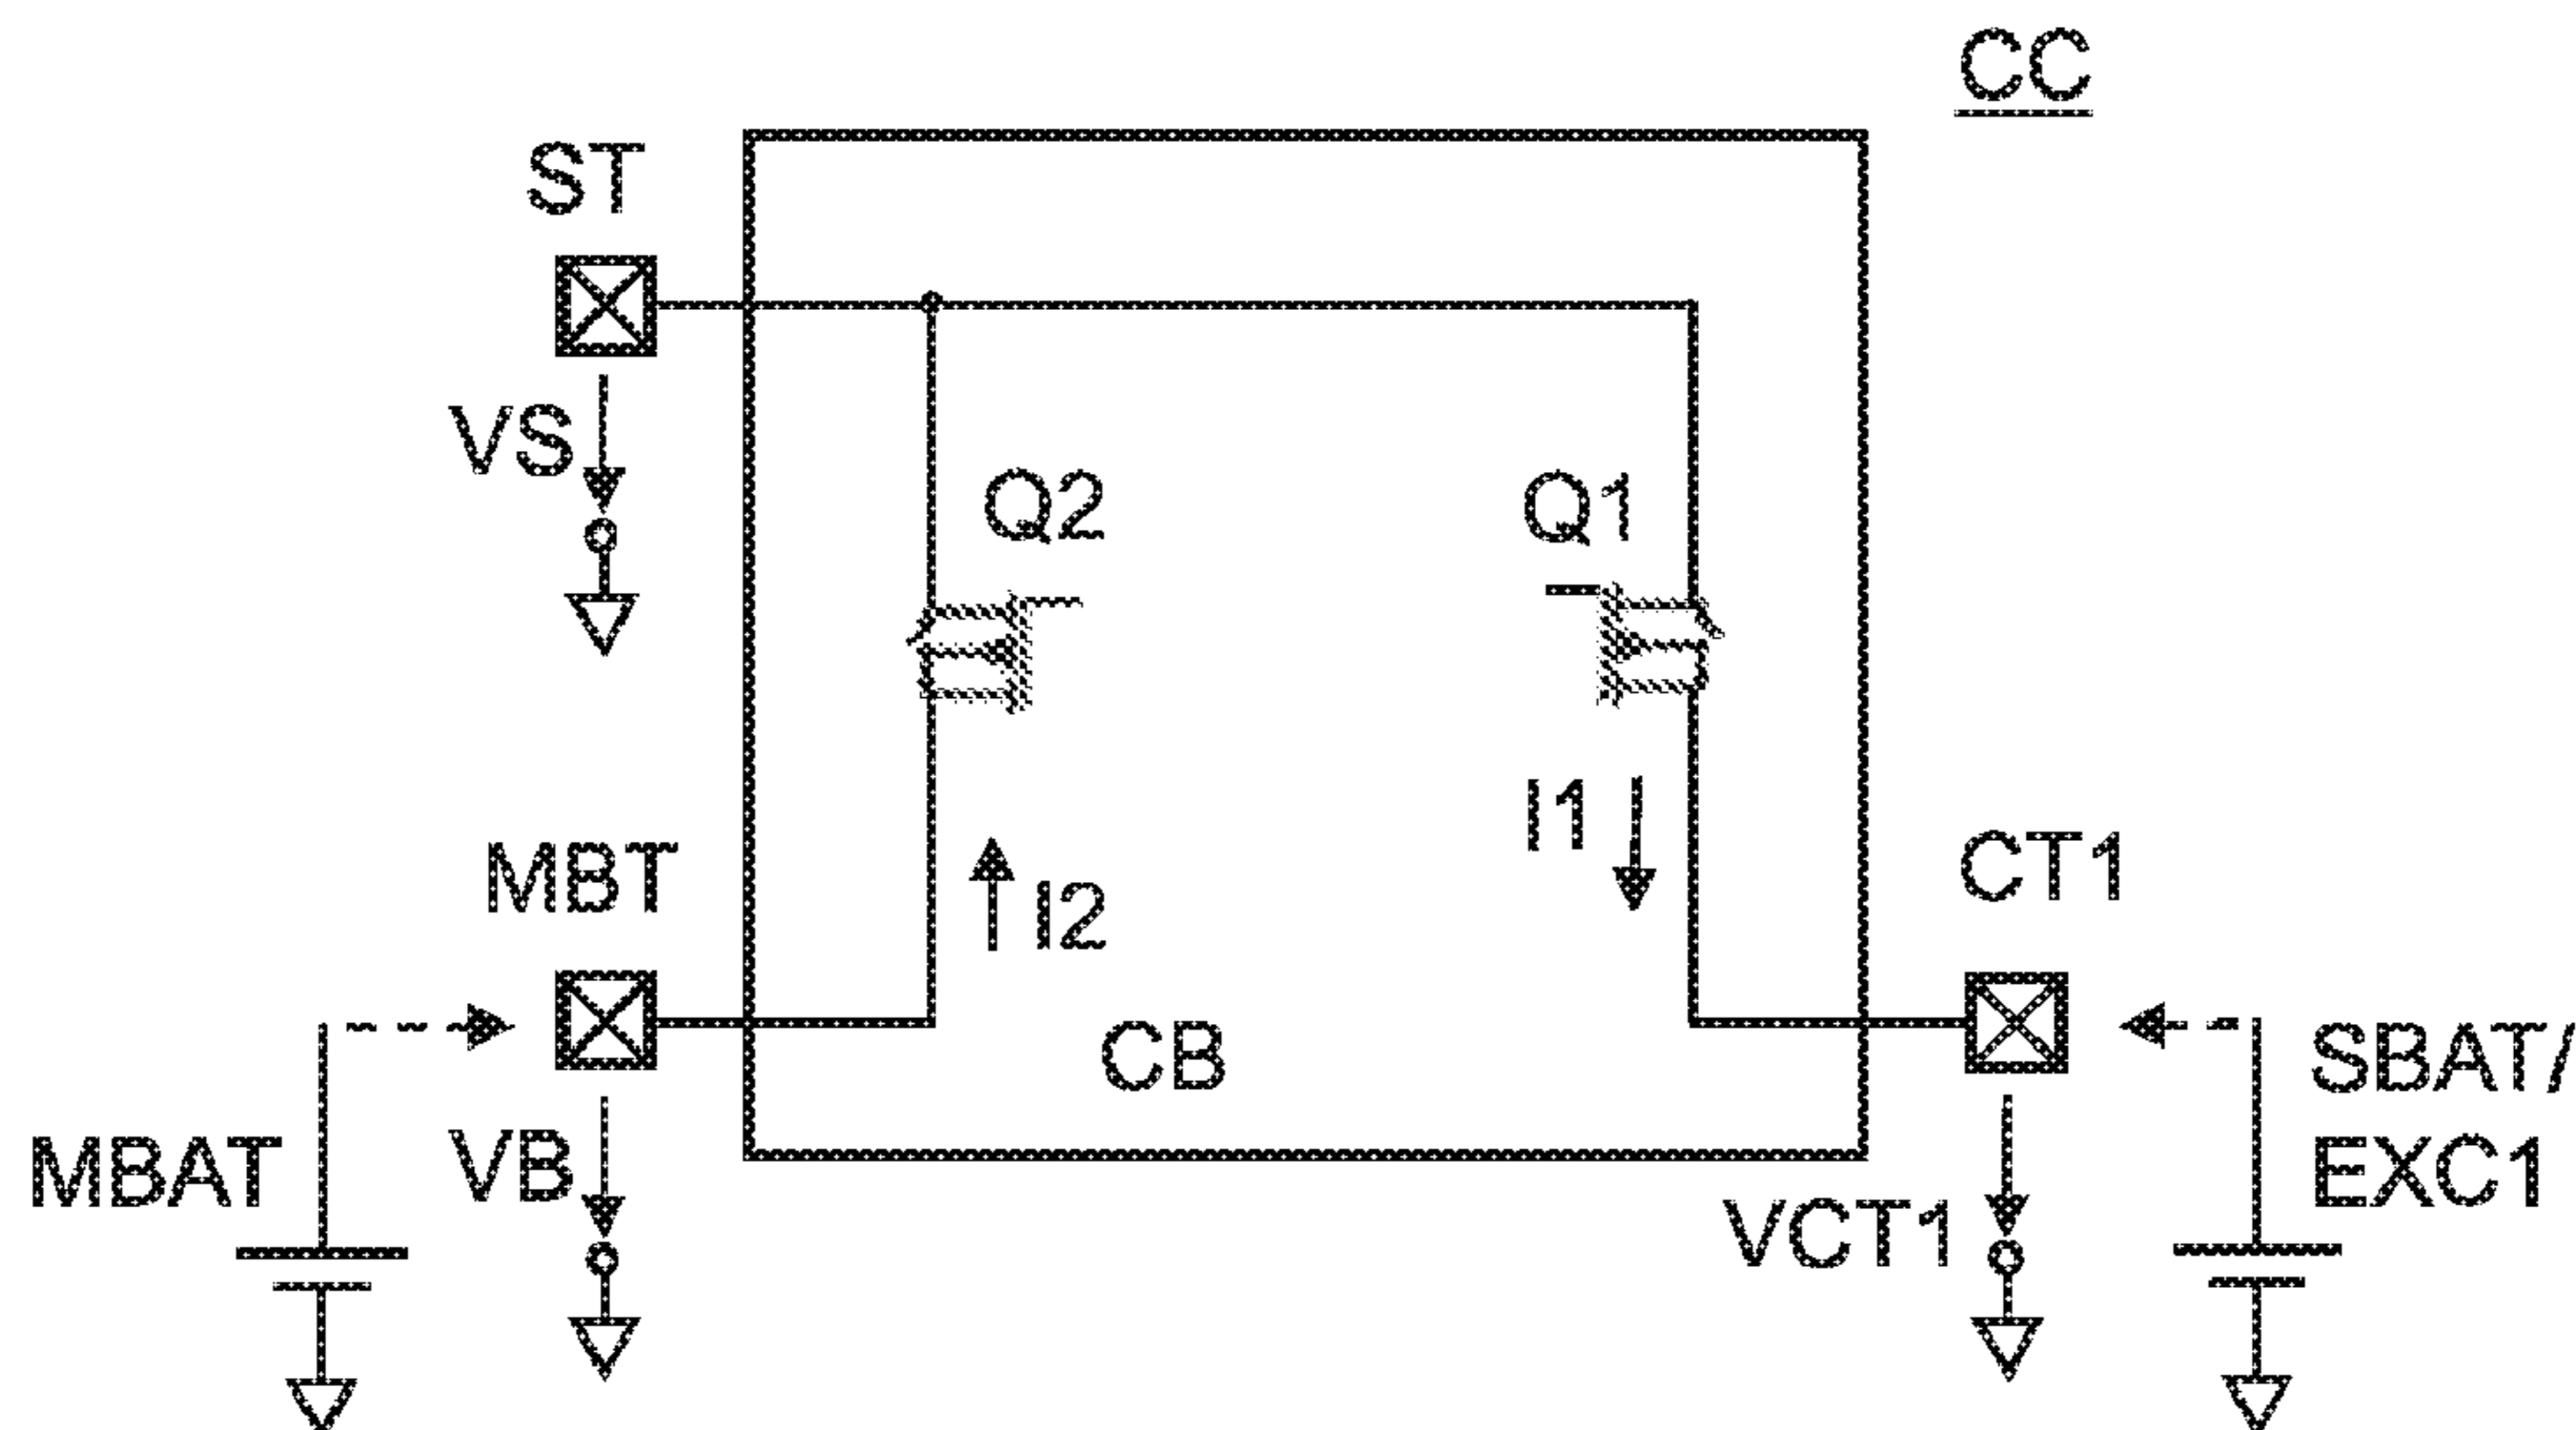 CC
ST
VS
Q2
Q1
I1
MBT
I2
CT1
CB
SBAT/
EXC1
MBAT
VB
VCT1